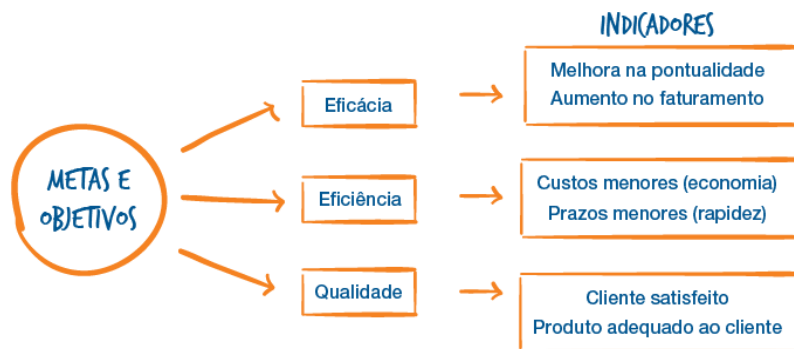 INDICADORES
Melhora na pontualidade
Aumento no faturamento
Eficácia
METAS E
OBJETIVOS
Eficiência
Custos menores (economia)
Prazos menores (rapidez)
Qualidade
Cliente satisfeito
Produto adequado ao cliente